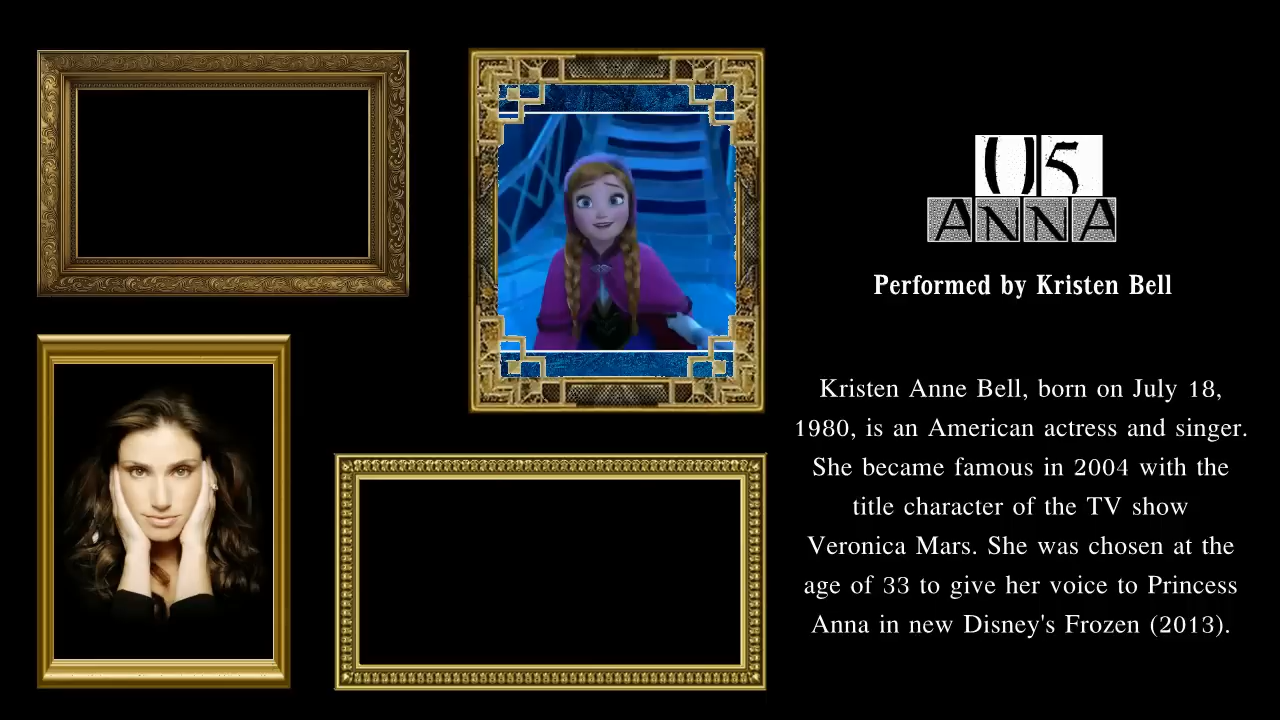 U5
ANNA
Performed by Kristen Bell
Kristen Anne Bell, born on July 18,
1980, is an American actress and singer.
She became famous in 2004 with the
title character of the TV show
Veronica Mars. She was chosen at the
age of 33 to give her voice to Princess
Anna in new Disney's Frozen (2013).